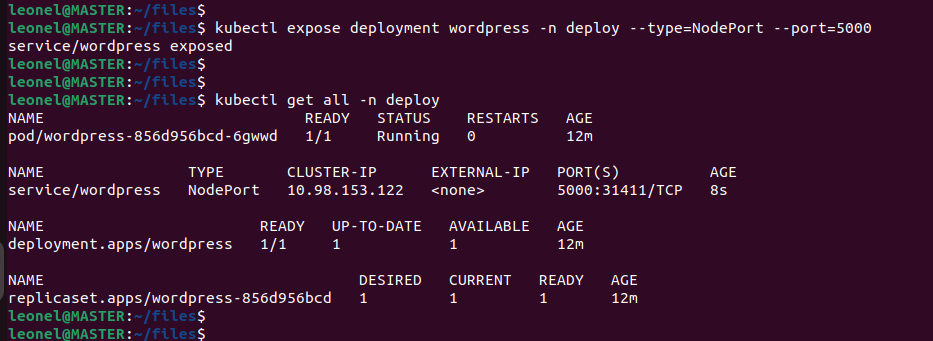 leonel@MASTER:~/files$
leonel@MASTER:~/files$ kubectl expose deployment wordpress -n deploy --type=NodePort --port=5000
service/wordpress exposed
leonel@MASTER:~/files$
leonel@MASTER:~/files$
leonel@MASTER:~/files$ kubectl get all -n deploy
NAME READY STATUS RESTARTS AGE
pod/wordpress-856d956bcd-6gwwd 1/1 Running 0 12m
NAME TYPE CLUSTER-IP EXTERNAL-IP PORT(S) AGE
service/wordpress NodePort 10.98.153.122 <none> 5000:31411/TCP 8s
NAME READY UP-TO-DATE AVAILABLE AGE
deployment.apps/wordpress 1/1 1 1 12m
NAME DESIRED CURRENT READY AGE
replicaset.apps/wordpress-856d956bcd 1 1 1 12m
leonel@MASTER:~/files$
leonel@MASTER:~/files$